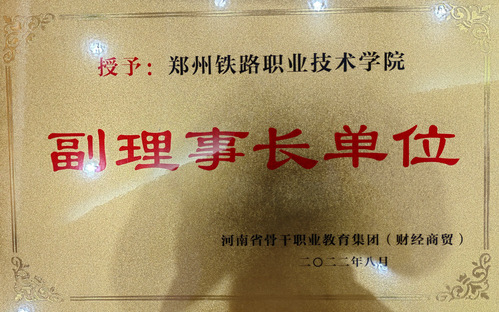 授予：郑州铁路职业技术学院
副理事长单位
河南省骨干职业教育集团（财经商贸）
二〇二二年八月